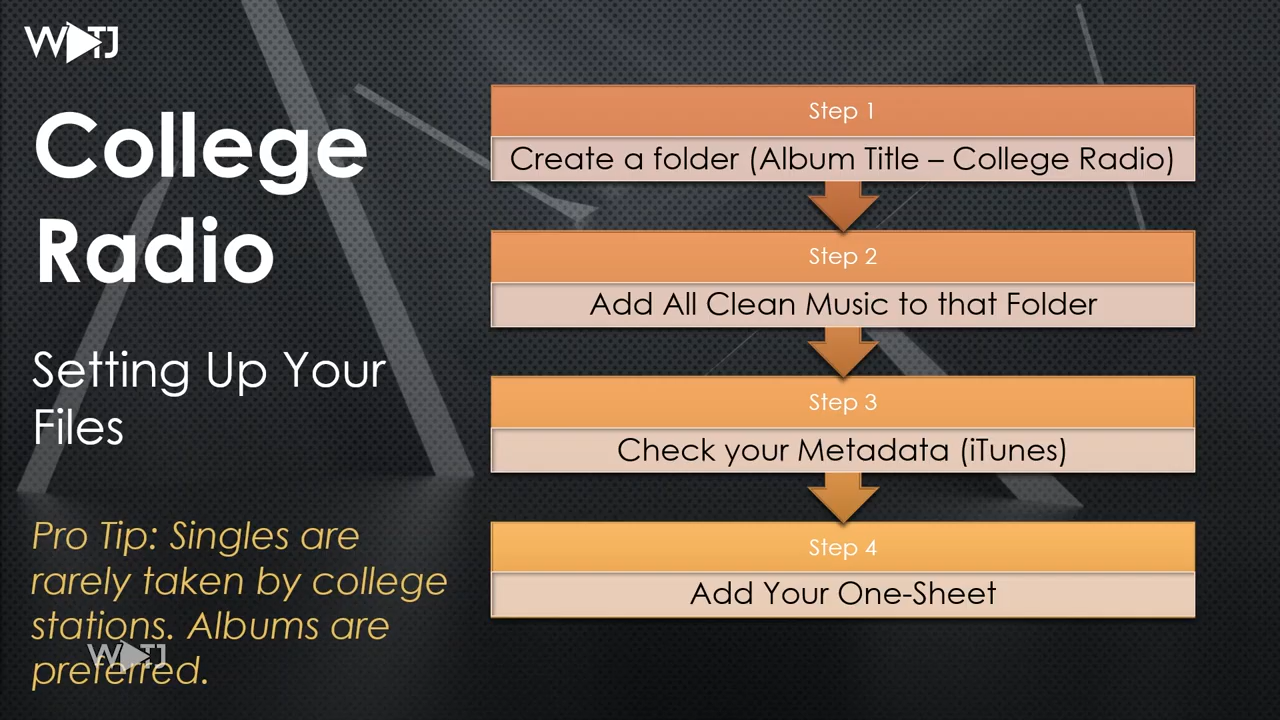 W TJ
College
Radio
Setting Up Your
Files
Pro Tip: Singles are
rarely taken by college
stations. Albums are
preferred.
W TJ
Step 1
Create a folder (Album Title – College Radio)
Step 2
Add All Clean Music to that Folder
Step 3
Check your Metadata (iTunes)
Step 4
Add Your One-Sheet